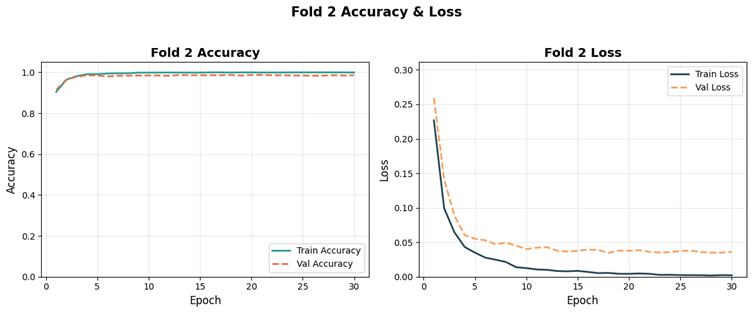 Fold 2 Accuracy & Loss
Fold 2 Accuracy
Accuracy
1.0
0.8
0.6
0.4
0.2
0.0
0 5 10 15 20 25 30
Epoch
Train Accuracy
Val Accuracy
Fold 2 Loss
Loss
0.30
0.25
0.20
0.15
0.10
0.05
0.00
0 5 10 15 20 25 30
Epoch
Train Loss
Val Loss